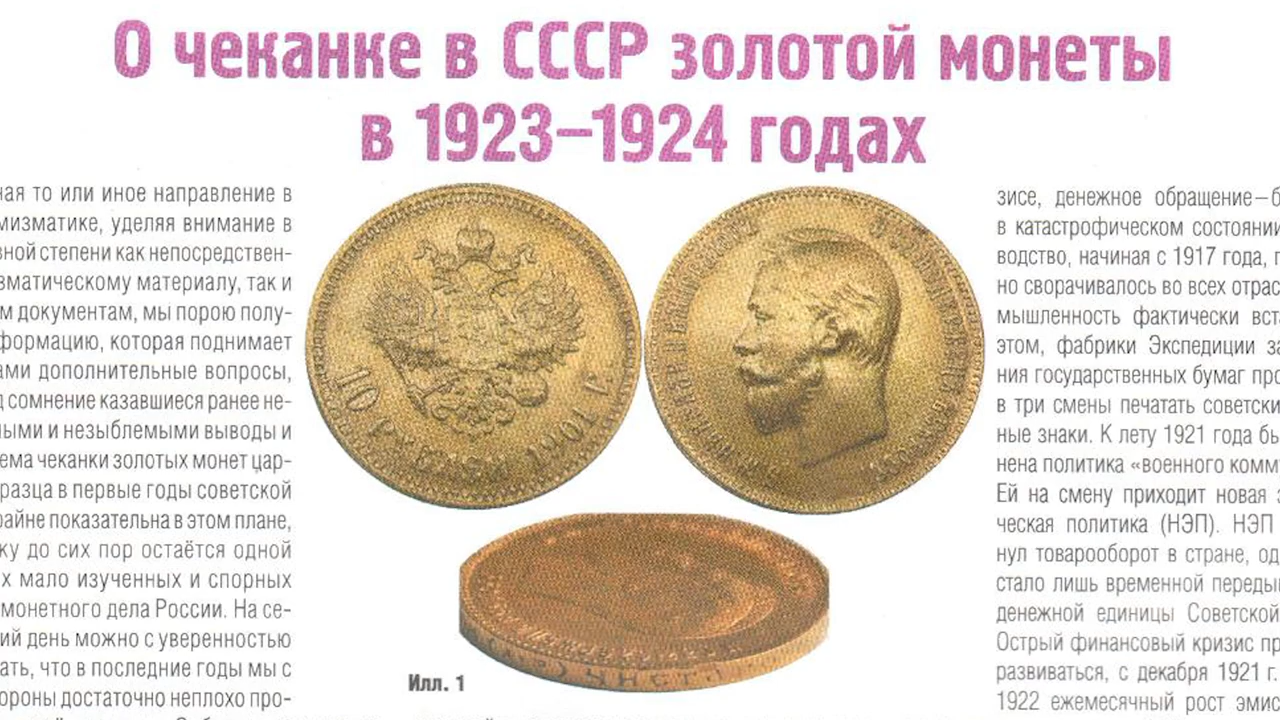 О чеканке в СССР золотой монеты
в 1923–1924 годах
ная то или иное направление в
мизматике, уделяя внимание в
вной степени как непосредствен-
зматическому материалу, так и
м документам, мы порою полу-
формацию, которая поднимает
ами дополнительные вопросы,
д сомнение казавшиеся ранее не-
ными и незыблемыми выводы и
ема чеканки золотых монет цар-
разца в первые годы советской
райне показательна в этом плане,
ку до сих пор остаётся одной
х мало изученных и спорных
монетного дела России. На се-
ий день можно с уверенностью
ать, что в последние годы мы с
ороны достаточно неплохо про-
10 РУБЛЕЙ 1901 Г.
Илл. 1
зисе, денежное обращение – б
в катастрофическом состоянии
водство, начиная с 1917 года, п
но сворачивалось во всех отрас
мышленность фактически вста
этом, фабрики Экспедиции за
ния государственных бумаг про
в три смены печатать советски
ные знаки. К лету 1921 года бы
нена политика «военного комм
Ей на смену приходит новая э
ческая политика (НЭП). НЭП
нул товарооборот в стране, од
стало лишь временной переды
денежной единицы Советской
Острый финансовый кризис пр
развиваться, с декабря 1921 г.
1922 ежемесячный рост эмис